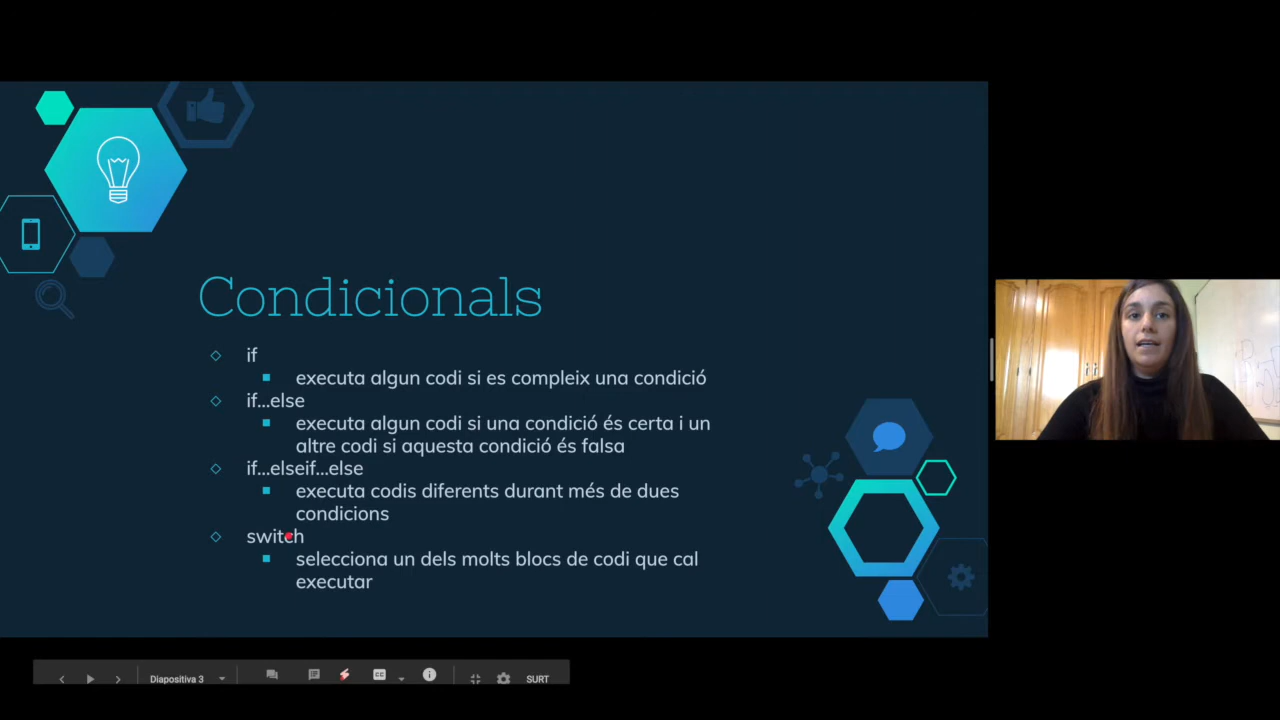 Condicionals
if
executa algun codi si es compleix una condició
if...else
executa algun codi si una condició és certa i un
altre codi si aquesta condició és falsa
if...elseif...else
executa codis diferents durant més de dues
condicions
switch
selecciona un dels molts blocs de codi que cal
executar
Diapositiva 3
CC
SURT